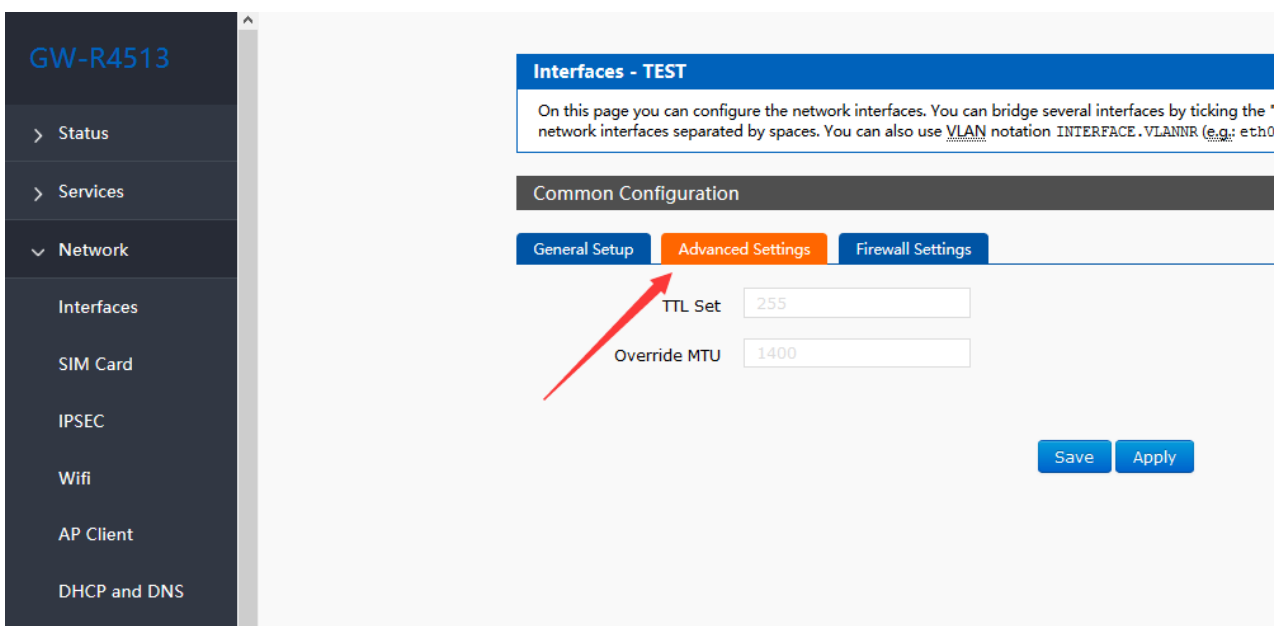 GW-R4513
Status
Services
Network
Interfaces
SIM Card
IPSEC
Wifi
AP Client
DHCP and DNS
Interfaces - TEST
On this page you can configure the network interfaces. You can bridge several interfaces by ticking the "
network interfaces separated by spaces. You can also use VLAN notation INTERFACE.VLANNR (e.g.: eth0
Common Configuration
General Setup Advanced Settings Firewall Settings
TTL Set 255
Override MTU 1400
Save Apply